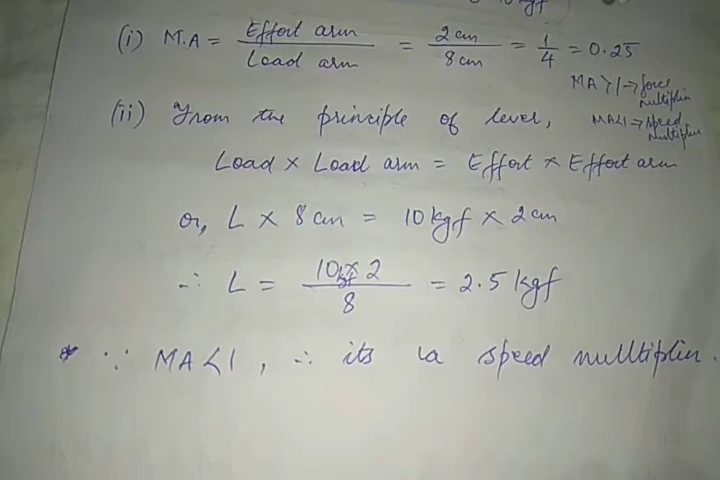 10 kgf
(i) M.A = Effort arm / Load arm = 2 cm / 8 cm = 1/4 = 0.25
MA>1→force multiplier
(ii) From the principle of lever,
MA<1→speed multiplier
Load × Load arm = Effort × Effort arm
or, L × 8 cm = 10 kgf × 2 cm
∴ L = 10 kgf × 2 / 8 = 2.5 kgf
* ∵ MA<1, ∴ its a speed multiplier.